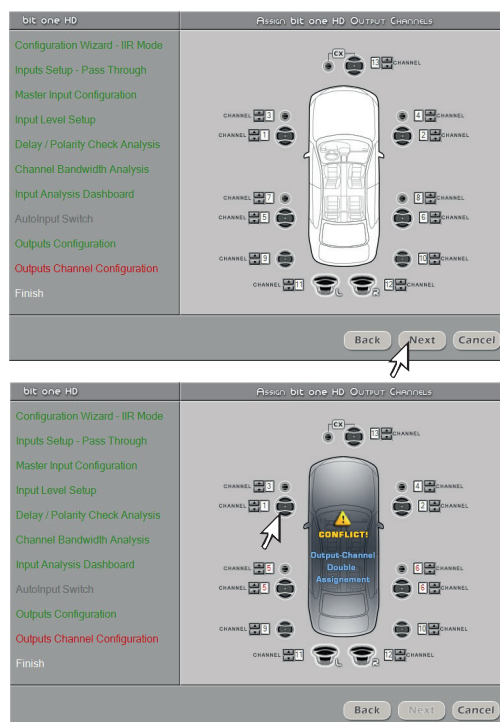 bit one HD
Assign bit one HD Output Channels
Configuration Wizard - IIR Mode
Inputs Setup - Pass Through
Master Input Configuration
Input Level Setup
Delay / Polarity Check Analysis
Channel Bandwidth Analysis
Input Analysis Dashboard
AutoInput Switch
Outputs Configuration
Outputs Channel Configuration
Finish
CX
13 CHANNEL
CHANNEL 3
4 CHANNEL
CHANNEL 1
2 CHANNEL
CHANNEL 7
8 CHANNEL
CHANNEL 5
6 CHANNEL
CHANNEL 9
10 CHANNEL
CHANNEL 11
L
R
12 CHANNEL
Back
Next
Cancel
bit one HD
Assign bit one HD Output Channels
Configuration Wizard - IIR Mode
Inputs Setup - Pass Through
Master Input Configuration
Input Level Setup
Delay / Polarity Check Analysis
Channel Bandwidth Analysis
Input Analysis Dashboard
AutoInput Switch
Outputs Configuration
Outputs Channel Configuration
Finish
CX
13 CHANNEL
CHANNEL 3
4 CHANNEL
CHANNEL 1
2 CHANNEL
CONFLICT!
Output-Channel
Double
Assignement
CHANNEL 5
6 CHANNEL
CHANNEL 5
6 CHANNEL
CHANNEL 9
10 CHANNEL
CHANNEL 11
L
R
12 CHANNEL
Back
Next
Cancel